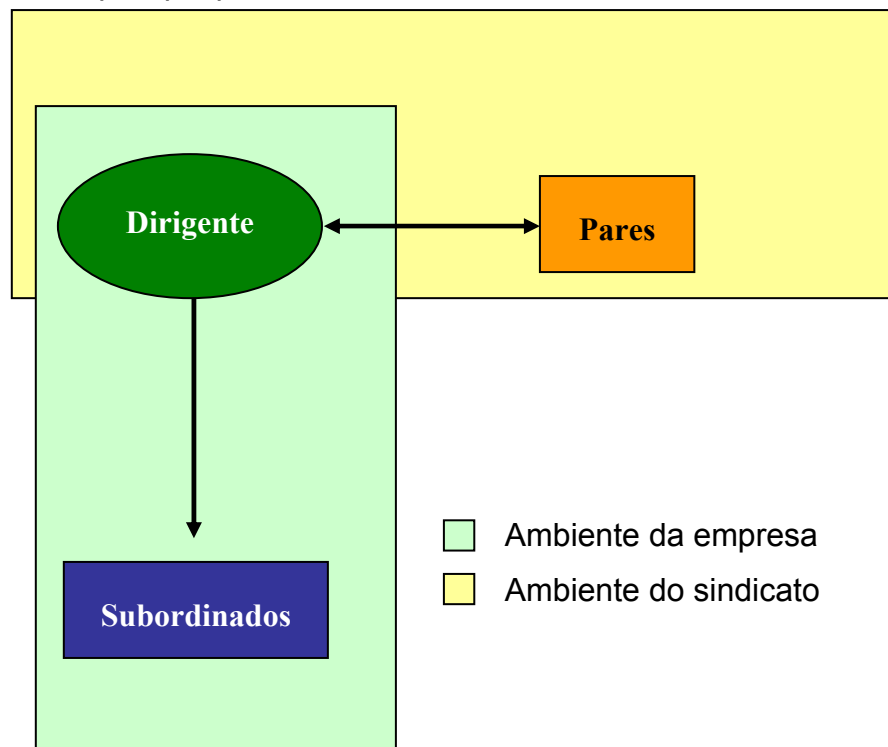 Dirigente
Pares
Subordinados
Ambiente da empresa
Ambiente do sindicato